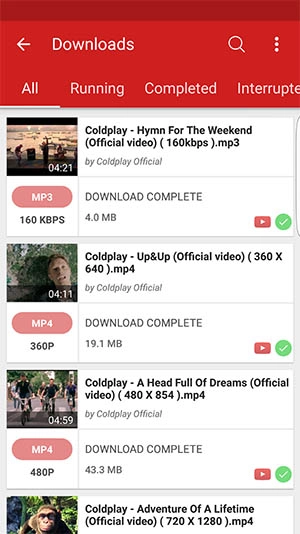 Downloads
All Running Completed Interrupte
Coldplay - Hymn For The Weekend
(Official video) ( 160kbps ).mp3
04:21
by Coldplay Official
MP3
DOWNLOAD COMPLETE
160 KBPS
4.0 MB
Coldplay - Up&Up (Official video) ( 360 X
640 ).mp4
04:11
by Coldplay Official
MP4
DOWNLOAD COMPLETE
360P
19.1 MB
Coldplay - A Head Full Of Dreams (Official
video) ( 480 X 854 ).mp4
04:59
by Coldplay Official
MP4
DOWNLOAD COMPLETE
480P
43.3 MB
Coldplay - Adventure Of A Lifetime
(Official video) ( 720 X 1280 ).mp4